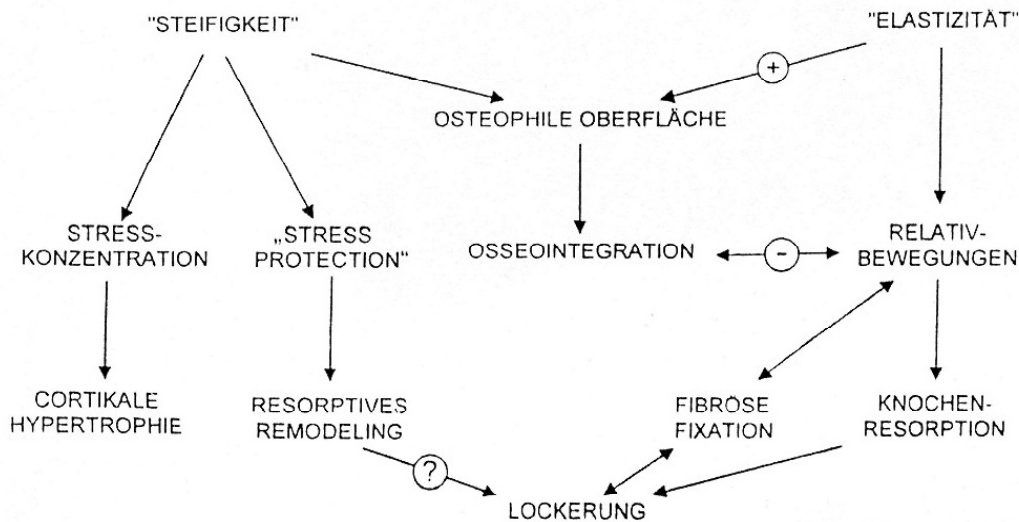 "STEIFIGKEIT"
"ELASTIZITÄT"
+
OSTEOPHILE OBERFLÄCHE
STRESS-
KONZENTRATION
„STRESS
PROTECTION"
OSSEOINTEGRATION
-
RELATIV-
BEWEGUNGEN
CORTIKALE
HYPERTROPHIE
RESORPTIVES
REMODELING
FIBRÖSE
FIXATION
KNOCHEN-
RESORPTION
?
LOCKERUNG